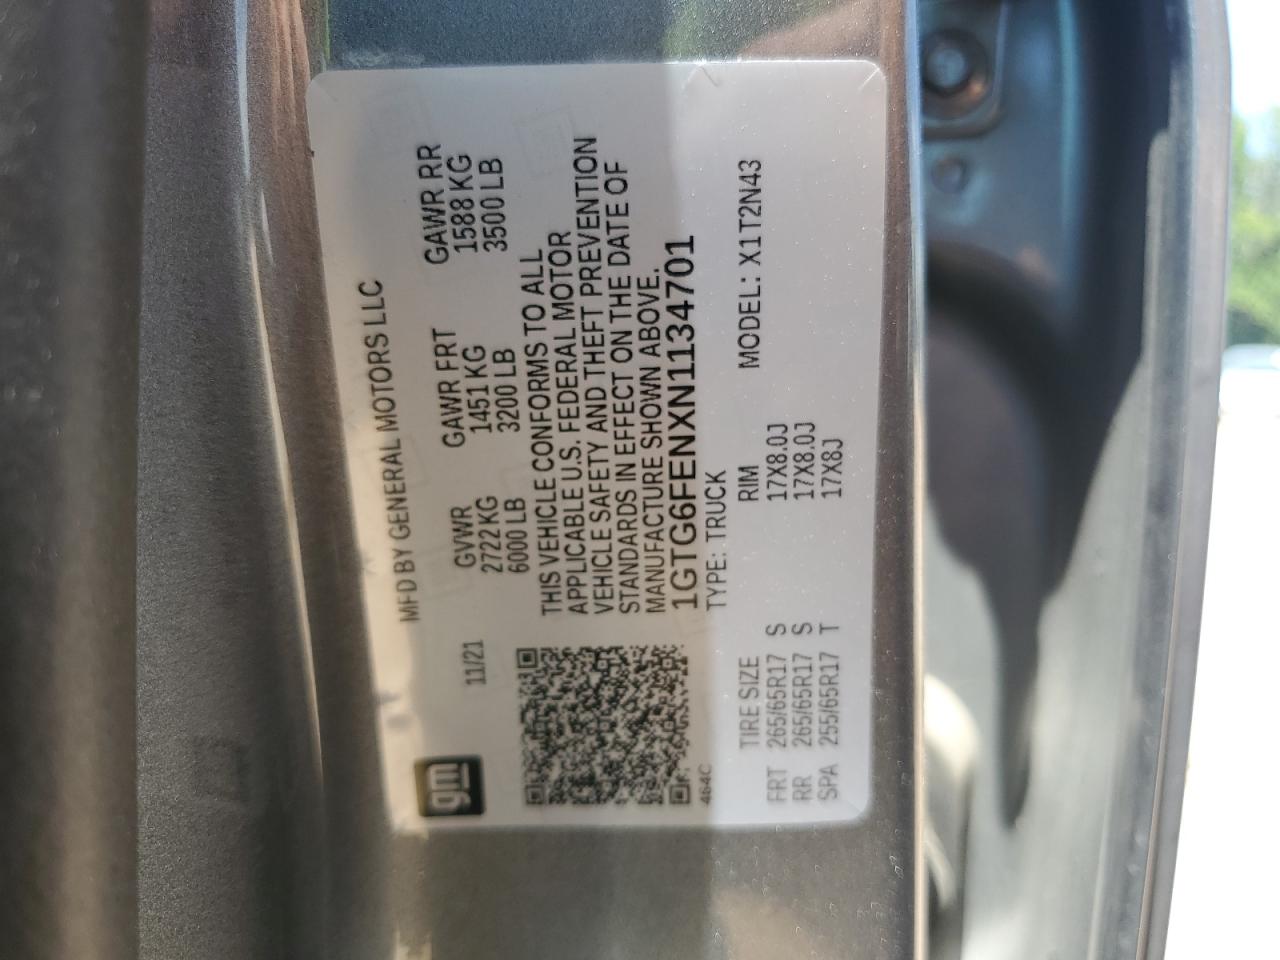 MFD BY GENERAL MOTORS LLC
gm
11/21 GVWR GAWR FRT GAWR RR
2722 KG 1451 KG 1588 KG
6000 LB 3200 LB 3500 LB
THIS VEHICLE CONFORMS TO ALL
APPLICABLE U.S. FEDERAL MOTOR
VEHICLE SAFETY AND THEFT PREVENTION
STANDARDS IN EFFECT ON THE DATE OF
MANUFACTURE SHOWN ABOVE.
1GTG6FENXN1134701
464C TYPE: TRUCK
TIRE SIZE RIM MODEL: X1T2N43
FRT 265/65R17 S 17X8.0J
RR 265/65R17 S 17X8.0J
SPA 255/65R17 T 17X8J